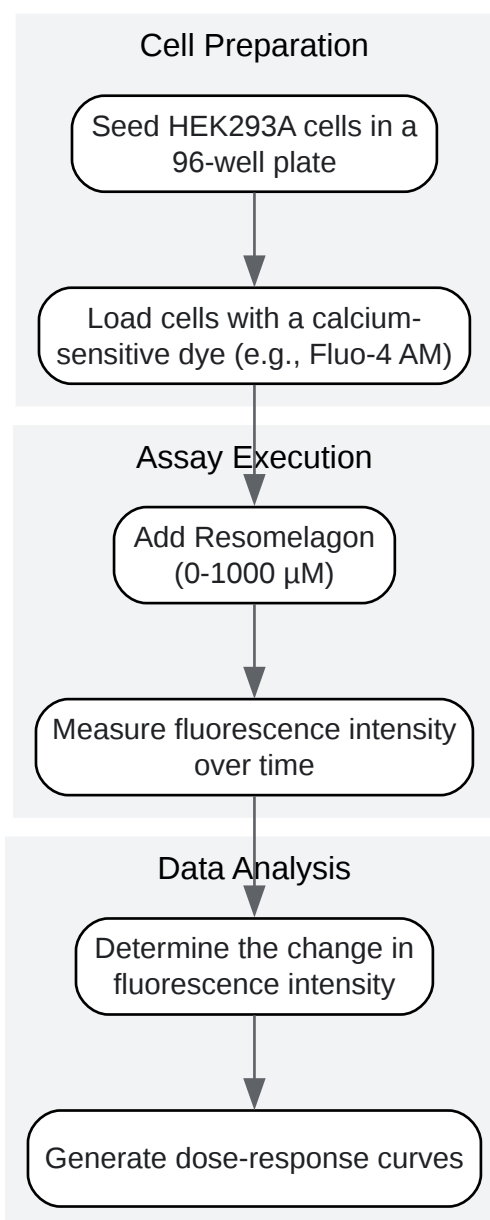 Cell Preparation
Seed HEK293A cells in a
96-well plate
Load cells with a calcium-
sensitive dye (e.g., Fluo-4 AM)
Assay Execution
Add Resomelagon
(0-1000 µM)
Measure fluorescence intensity
over time
Data Analysis
Determine the change in
fluorescence intensity
Generate dose-response curves